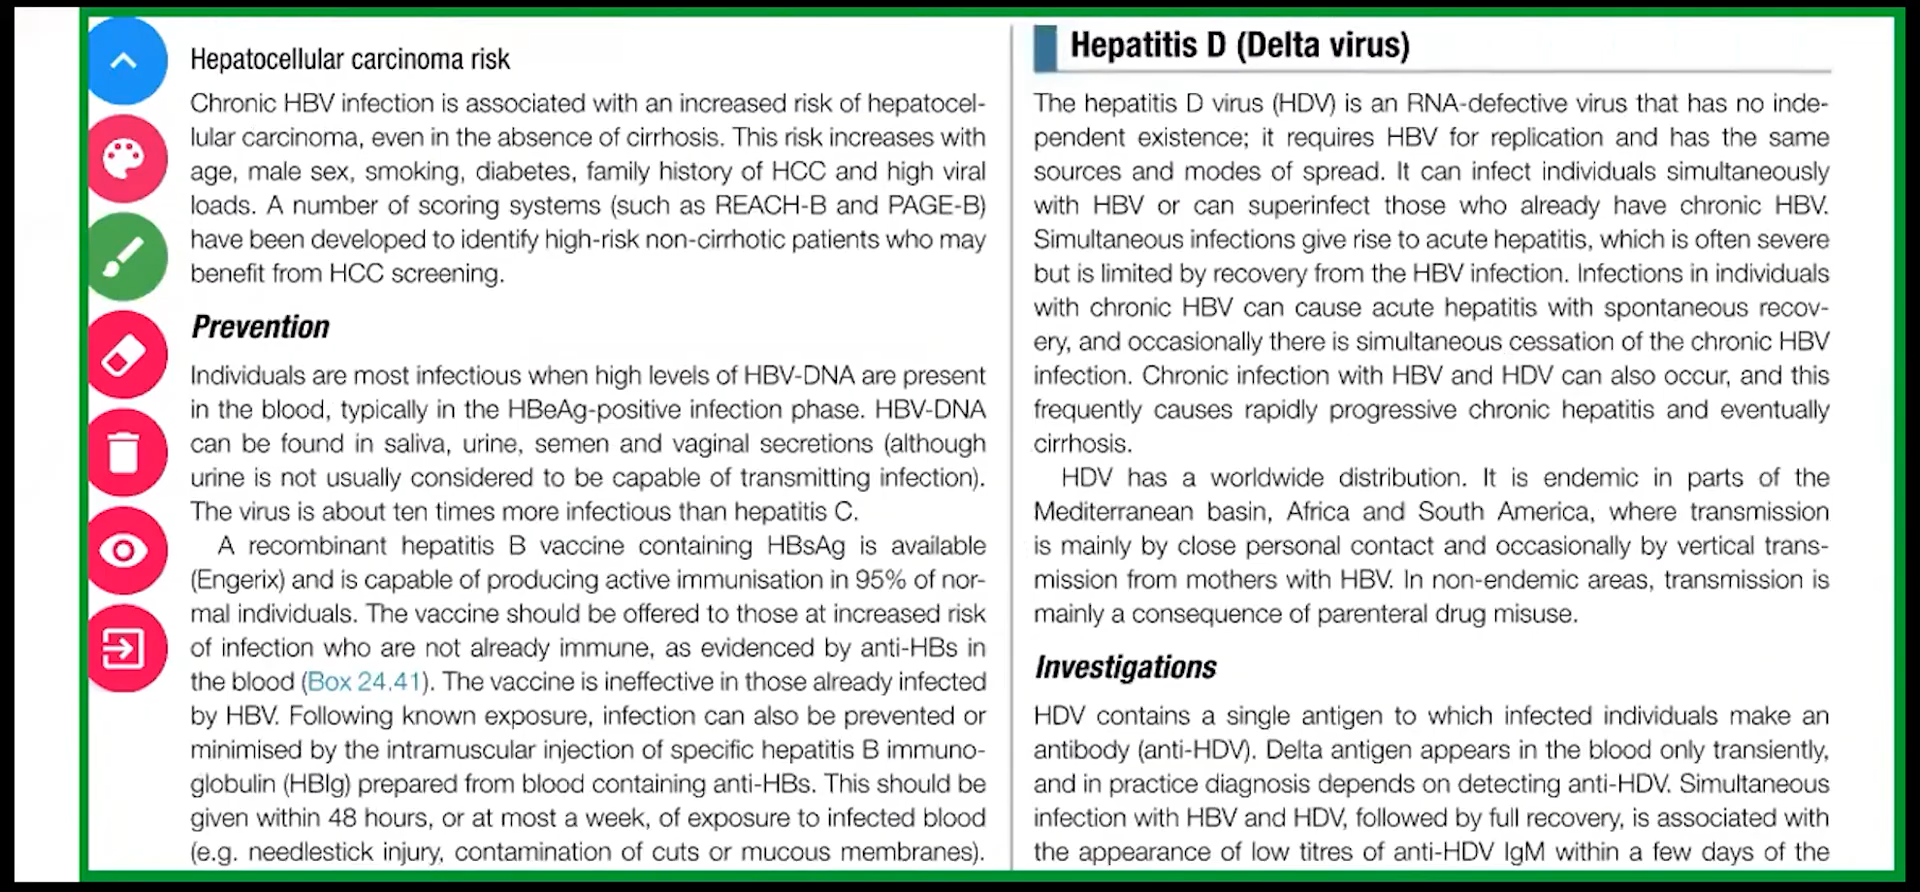 Hepatocellular carcinoma risk
Chronic HBV infection is associated with an increased risk of hepatocel-
lular carcinoma, even in the absence of cirrhosis. This risk increases with
age, male sex, smoking, diabetes, family history of HCC and high viral
loads. A number of scoring systems (such as REACH-B and PAGE-B)
have been developed to identify high-risk non-cirrhotic patients who may
benefit from HCC screening.
Prevention
Individuals are most infectious when high levels of HBV-DNA are present
in the blood, typically in the HBeAg-positive infection phase. HBV-DNA
can be found in saliva, urine, semen and vaginal secretions (although
urine is not usually considered to be capable of transmitting infection).
The virus is about ten times more infectious than hepatitis C.
A recombinant hepatitis B vaccine containing HBsAg is available
(Engerix) and is capable of producing active immunisation in 95% of nor-
mal individuals. The vaccine should be offered to those at increased risk
of infection who are not already immune, as evidenced by anti-HBs in
the blood (Box 24.41). The vaccine is ineffective in those already infected
by HBV. Following known exposure, infection can also be prevented or
minimised by the intramuscular injection of specific hepatitis B immuno-
globulin (HBIg) prepared from blood containing anti-HBs. This should be
given within 48 hours, or at most a week, of exposure to infected blood
(e.g. needlestick injury, contamination of cuts or mucous membranes).
Hepatitis D (Delta virus)
The hepatitis D virus (HDV) is an RNA-defective virus that has no inde-
pendent existence; it requires HBV for replication and has the same
sources and modes of spread. It can infect individuals simultaneously
with HBV or can superinfect those who already have chronic HBV.
Simultaneous infections give rise to acute hepatitis, which is often severe
but is limited by recovery from the HBV infection. Infections in individuals
with chronic HBV can cause acute hepatitis with spontaneous recov-
ery, and occasionally there is simultaneous cessation of the chronic HBV
infection. Chronic infection with HBV and HDV can also occur, and this
frequently causes rapidly progressive chronic hepatitis and eventually
cirrhosis.
HDV has a worldwide distribution. It is endemic in parts of the
Mediterranean basin, Africa and South America, where transmission
is mainly by close personal contact and occasionally by vertical trans-
mission from mothers with HBV. In non-endemic areas, transmission is
mainly a consequence of parenteral drug misuse.
Investigations
HDV contains a single antigen to which infected individuals make an
antibody (anti-HDV). Delta antigen appears in the blood only transiently,
and in practice diagnosis depends on detecting anti-HDV. Simultaneous
infection with HBV and HDV, followed by full recovery, is associated with
the appearance of low titres of anti-HDV IgM within a few days of the